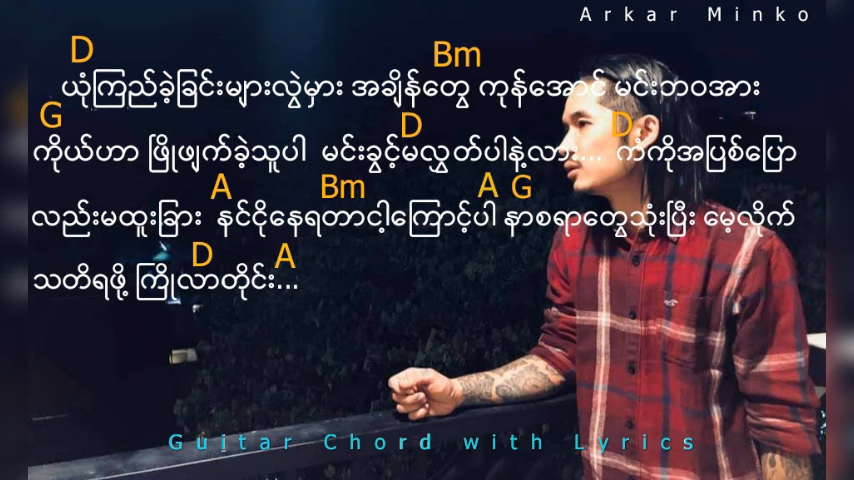 Arkar Minko
D Bm
ယုံကြည်ခဲ့ခြင်းများလွဲမှား အချိန်တွေ ကုန်အောင် မင်းဘဝအား
G D D
ကိုယ်ဟာ ဖြိုဖျက်ခဲ့သူပါ မင်းခွင့်မလွှတ်ပါနဲ့လား... ကံကိုအပြစ်ပြော
A Bm A G
လည်းမထူးခြား နင်ငိုနေရတာငါ့ကြောင့်ပါ နာစရာတွေသုံးပြီး မေ့လိုက်
D A
သတိရဖို့ ကြိုလာတိုင်း...
Guitar Chord with Lyrics